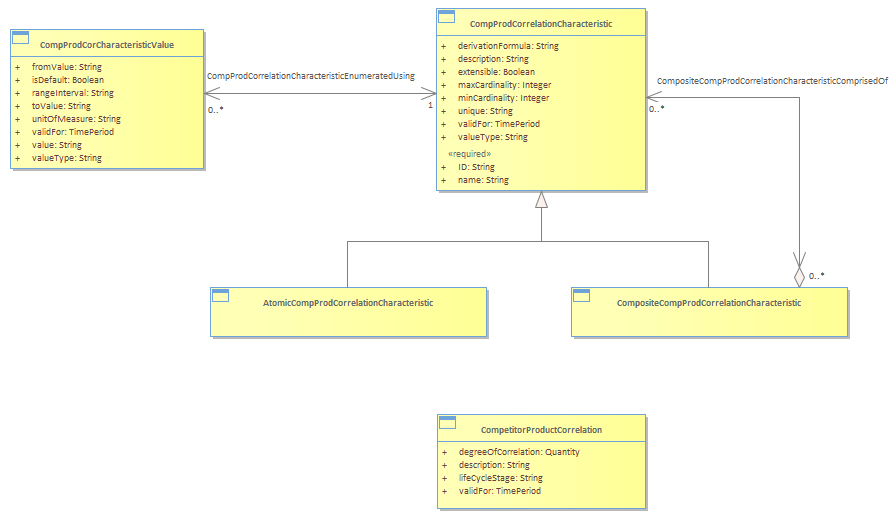 CompProdCorCharacteristicValue
+ fromValue: String
+ isDefault: Boolean
+ rangeInterval: String
+ toValue: String
+ unitOfMeasure: String
+ validFor: TimePeriod
+ value: String
+ valueType: String
CompProdCorrelationCharacteristicEnumeratedUsing
0..*
1
CompProdCorrelationCharacteristic
+ derivationFormula: String
+ description: String
+ extensible: Boolean
+ maxCardinality: Integer
+ minCardinality: Integer
+ unique: String
+ validFor: TimePeriod
+ valueType: String
«required»
+ ID: String
+ name: String
CompositeCompProdCorrelationCharacteristicComprisedOf
0..*
0..*
AtomicCompProdCorrelationCharacteristic
CompositeCompProdCorrelationCharacteristic
CompetitorProductCorrelation
+ degreeOfCorrelation: Quantity
+ description: String
+ lifeCycleStage: String
+ validFor: TimePeriod